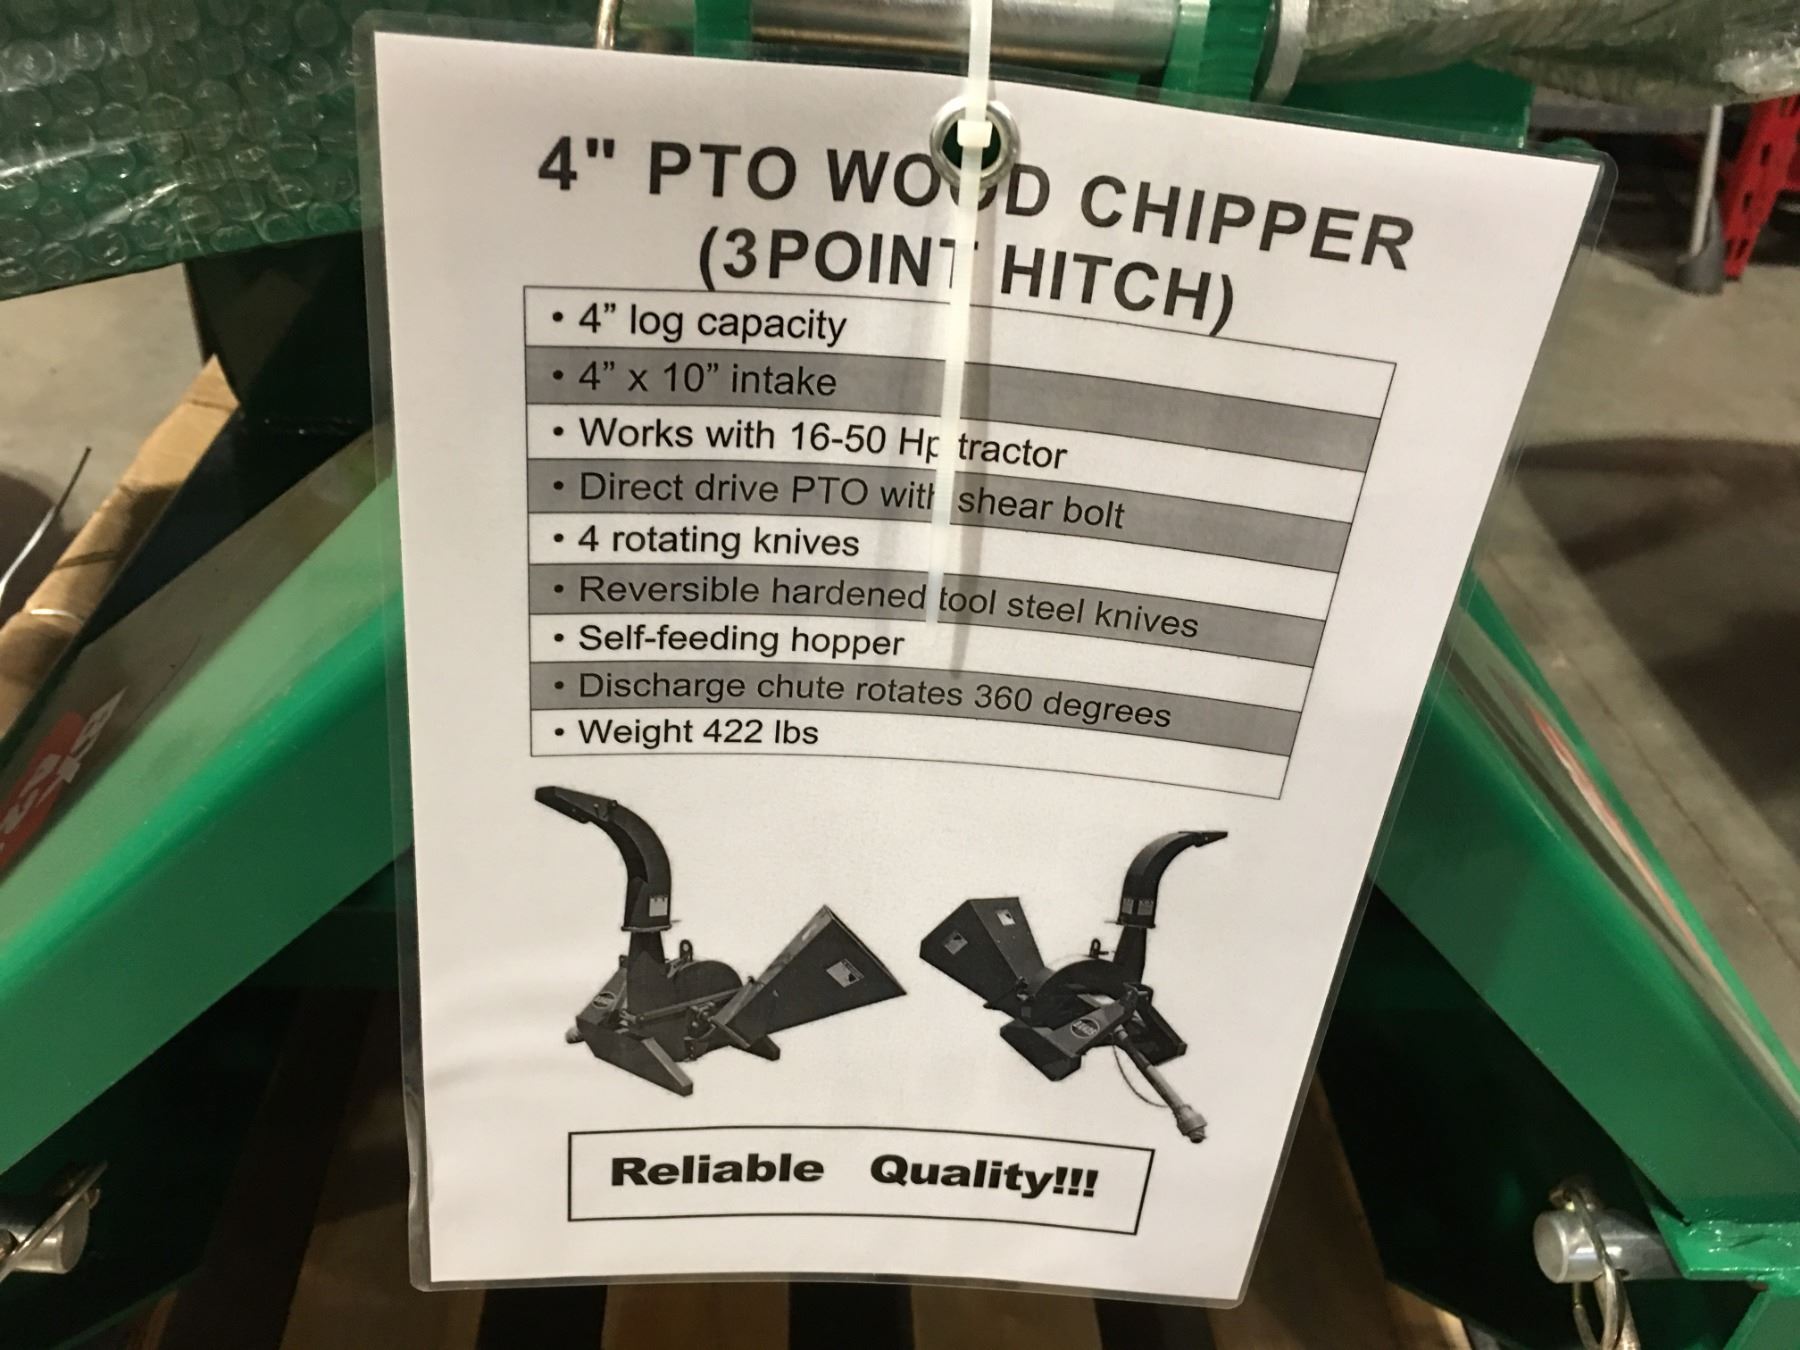 4" PTO WOOD CHIPPER
(3POINT HITCH)
• 4” log capacity
• 4” x 10” intake
• Works with 16-50 Hp tractor
• Direct drive PTO with shear bolt
• 4 rotating knives
• Reversible hardened tool steel knives
• Self-feeding hopper
• Discharge chute rotates 360 degrees
• Weight 422 lbs
Reliable Quality!!!